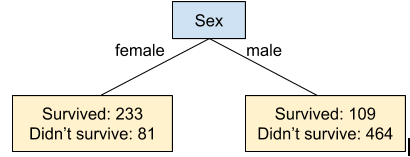 Sex
female
male
Survived: 233
Didn't survive: 81
Survived: 109
Didn't survive: 464